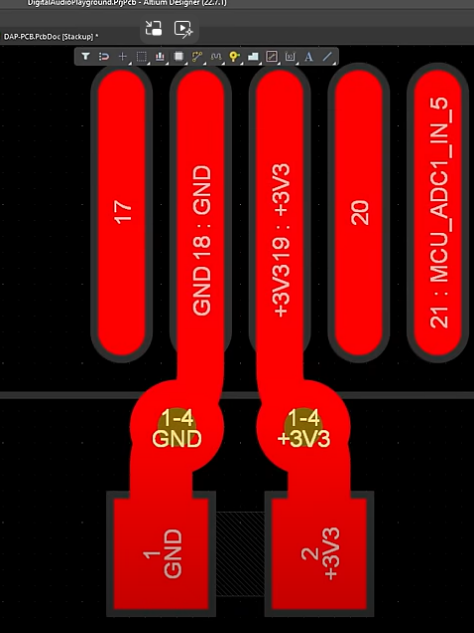 DigitalAudioPlayground.PrjPcb - Altium Designer (22.7.1)
DAP-PCB.PcbDoc [Stackup] *
17
GND 18 : GND
+3V319 : +3V3
20
21 : MCU_ADC1_IN_5
1-4
GND
1-4
+3V3
1
GND
2
+3V3